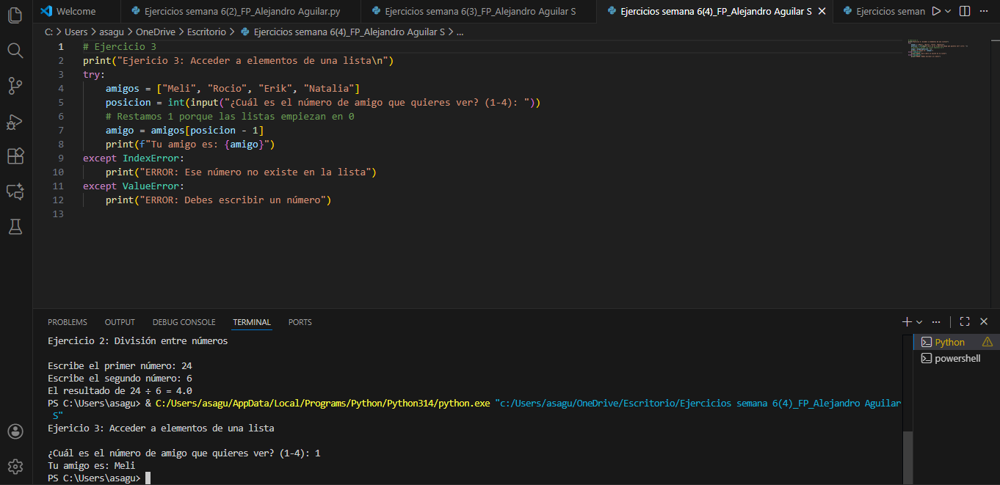 Welcome
Ejercicios semana 6(2)_FP_Alejandro Aguilar.py
Ejercicios semana 6(3)_FP_Alejandro Aguilar S
Ejercicios semana 6(4)_FP_Alejandro Aguilar S
Ejercicios seman
C: > Users > asagu > OneDrive > Escritorio > Ejercicios semana 6(4)_FP_Alejandro Aguilar S > ...
1 # Ejercicio 3
2 print("Ejericio 3: Acceder a elementos de una lista\n")
3 try:
4 amigos = ["Meli", "Rocio", "Erik", "Natalia"]
5 posicion = int(input("¿Cuál es el número de amigo que quieres ver? (1-4): "))
6 # Restamos 1 porque las listas empiezan en 0
7 amigo = amigos[posicion - 1]
8 print(f"Tu amigo es: {amigo}")
9 except IndexError:
10 print("ERROR: Ese número no existe en la lista")
11 except ValueError:
12 print("ERROR: Debes escribir un número")
13
PROBLEMS OUTPUT DEBUG CONSOLE TERMINAL PORTS
Ejercicio 2: División entre números
Escribe el primer número: 24
Escribe el segundo número: 6
El resultado de 24 ÷ 6 = 4.0
PS C:\Users\asagu> & C:/Users/asagu/AppData/Local/Programs/Python/Python314/python.exe "c:/Users/asagu/OneDrive/Escritorio/Ejercicios semana 6(4)_FP_Alejandro Aguilar
S"
Ejericio 3: Acceder a elementos de una lista
¿Cuál es el número de amigo que quieres ver? (1-4): 1
Tu amigo es: Meli
PS C:\Users\asagu>
Python
powershell